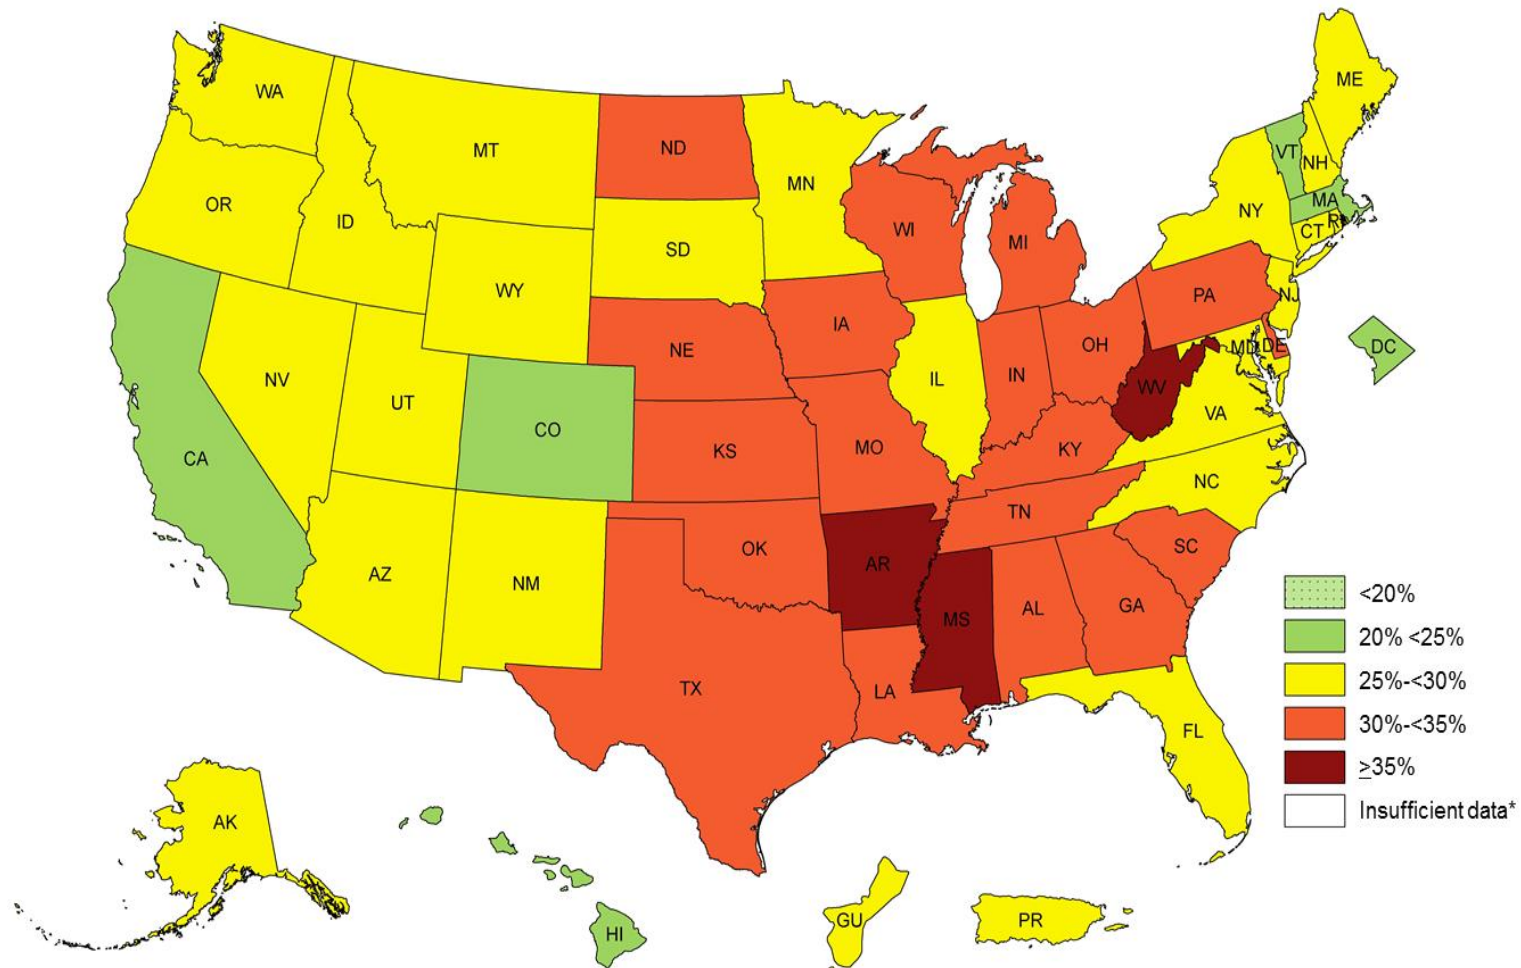 WA
ME
MT
ND
VT
NH
MN
OR
MA
ID
NY
RI
CT
WI
MI
SD
WY
PA
NJ
IA
OH
NE
MD
DE
DC
NV
IL
IN
UT
WV
CO
VA
CA
KS
MO
KY
NC
TN
OK
SC
AZ
NM
AR
AL
GA
MS
TX
LA
FL
AK
GU
PR
HI
<20%
20% <25%
25%-<30%
30%-<35%
≥35%
Insufficient data*